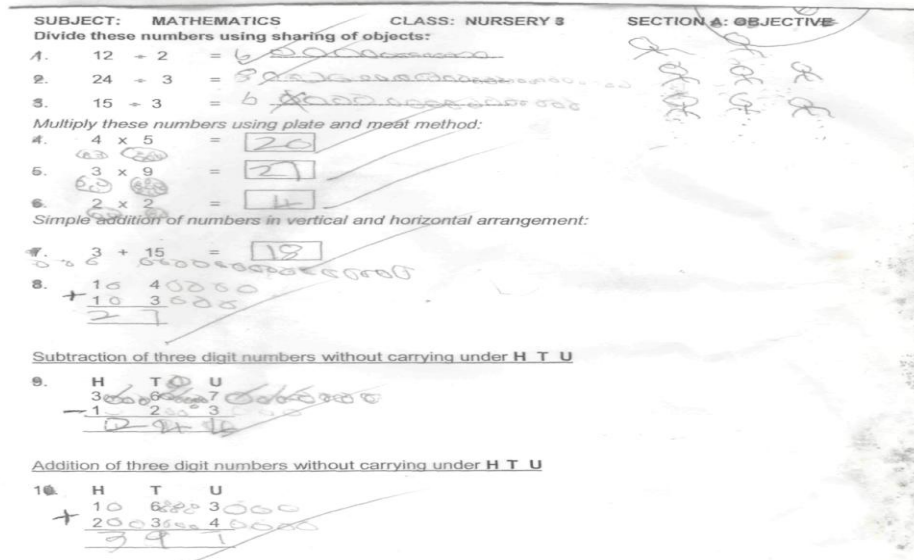 SUBJECT: MATHEMATICS CLASS: NURSERY 3 SECTION A: OBJECTIVE
Divide these numbers using sharing of objects:
1. 12 ÷ 2 = 6
2. 24 ÷ 3 = 8
3. 15 ÷ 3 = 6
Multiply these numbers using plate and meat method:
4. 4 x 5 = 20
5. 3 x 9 = 27
6. 2 x 2 = 4
Simple addition of numbers in vertical and horizontal arrangement:
7. 3 + 15 = 18
8. 1 4
+ 1 3
2 7
Subtraction of three digit numbers without carrying under H T U
9. H T U
3 6 7
- 1 2 3
2 4 4
Addition of three digit numbers without carrying under H T U
10. H T U
1 6 3
+ 2 3 4
3 9 7